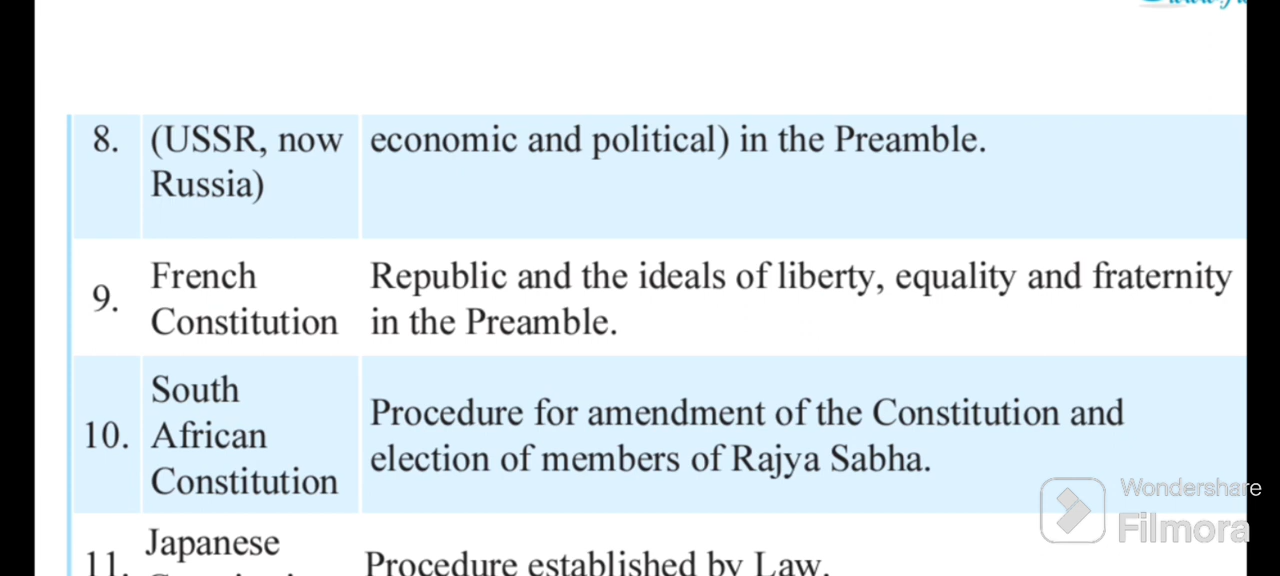 8. (USSR, now economic and political) in the Preamble.
Russia)
French Republic and the ideals of liberty, equality and fraternity
9.
Constitution in the Preamble.
South
Procedure for amendment of the Constitution and
10. African
election of members of Rajya Sabha.
Constitution
Wondershare
Filmora
Japanese
11. Procedure established by Law.